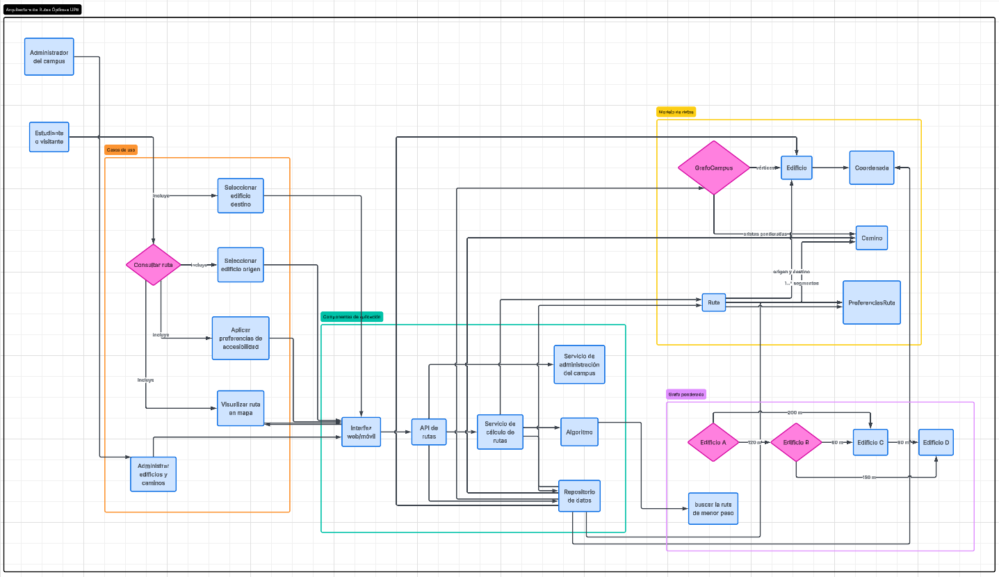 Arquitectura de Rutas Óptimas UPB
Administrador
del campus
Estudiante
o visitante
Casos de uso
Seleccionar
edificio
destino
incluye
Consultar ruta
incluye
Seleccionar
edificio origen
Aplicar
preferencias de
accesibilidad
incluye
incluye
Visualizar ruta
en mapa
Administrar
edificios y
caminos
Componentes de aplicación
Interfaz
web/móvil
API de
rutas
Servicio de
cálculo de
rutas
Servicio de
administración
del campus
Algoritmo
Repositorio
de datos
Modelo de datos
GrafoCampus
vértices
Edificio
Coordenada
aristas ponderadas
Camino
origen y destino
1..* segmentos
Ruta
PreferenciasRuta
Grafo ponderado
200 m
Edificio A
120 m
Edificio B
80 m
Edificio C
90 m
Edificio D
150 m
buscar la ruta
de menor peso